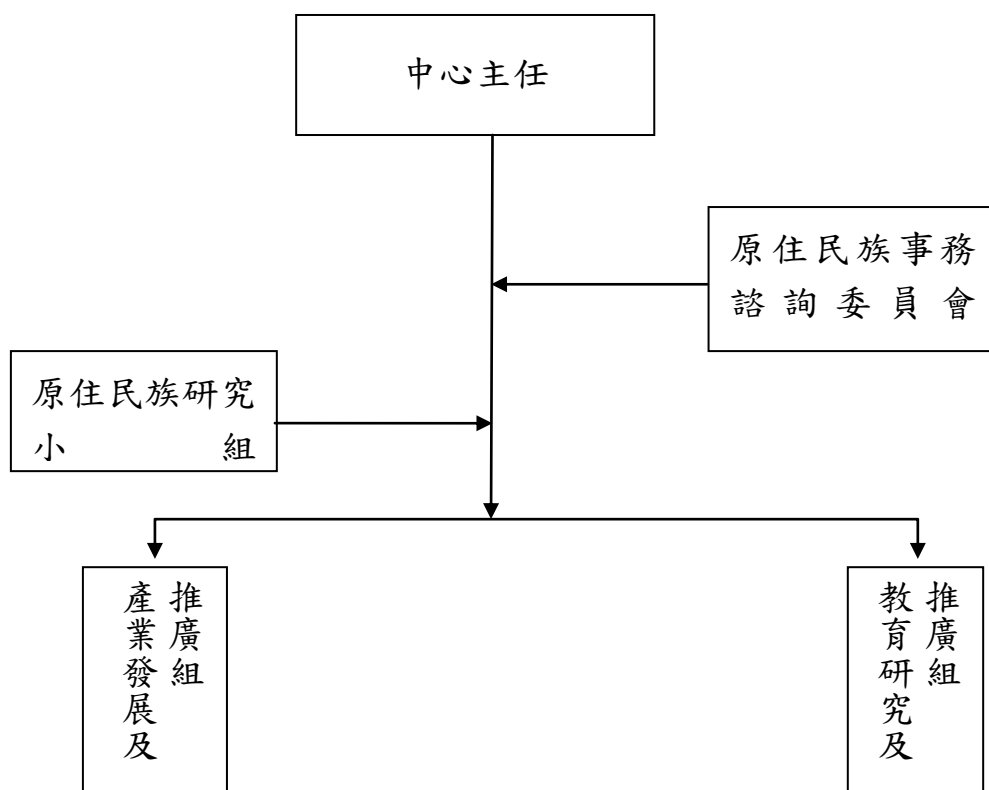 中心主任
原住民族事務
諮詢委員會
原住民族研究
小組
產業發展及
推廣組
教育研究及
推廣組